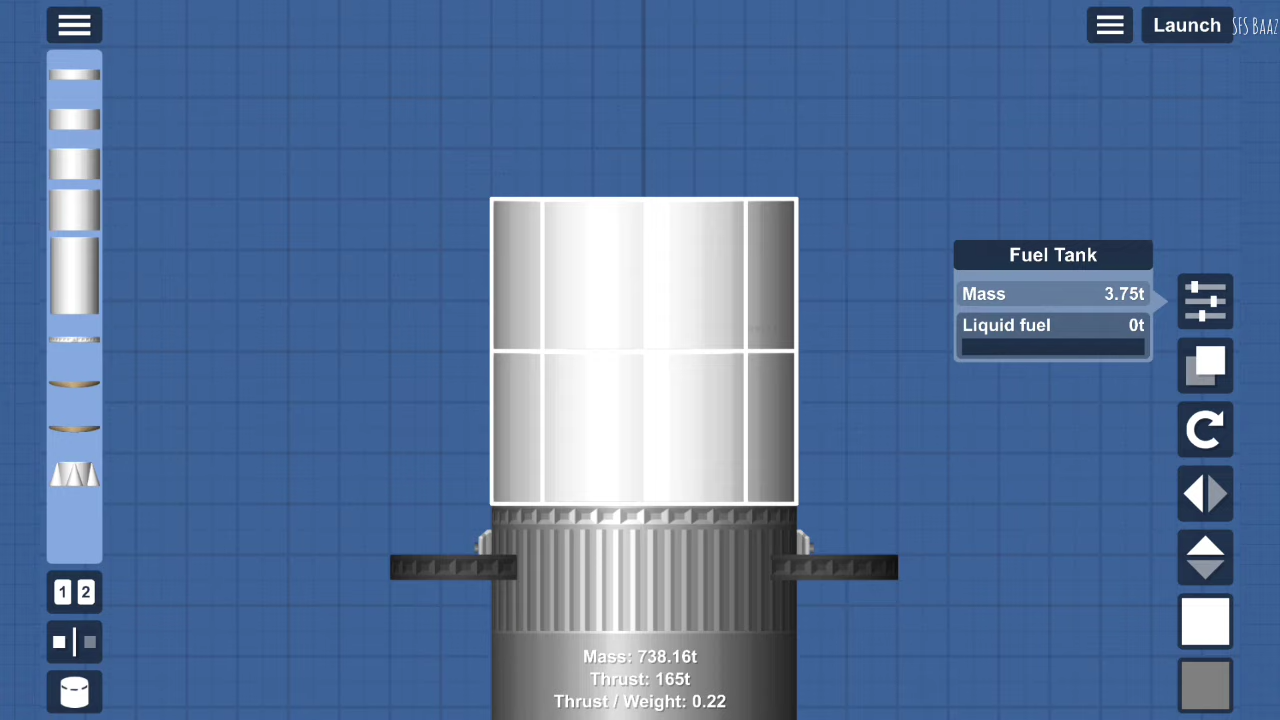 Launch
SFS Baaz
Fuel Tank
Mass 3.75t
Liquid fuel 0t
1 2
Mass: 738.16t
Thrust: 165t
Thrust / Weight: 0.22